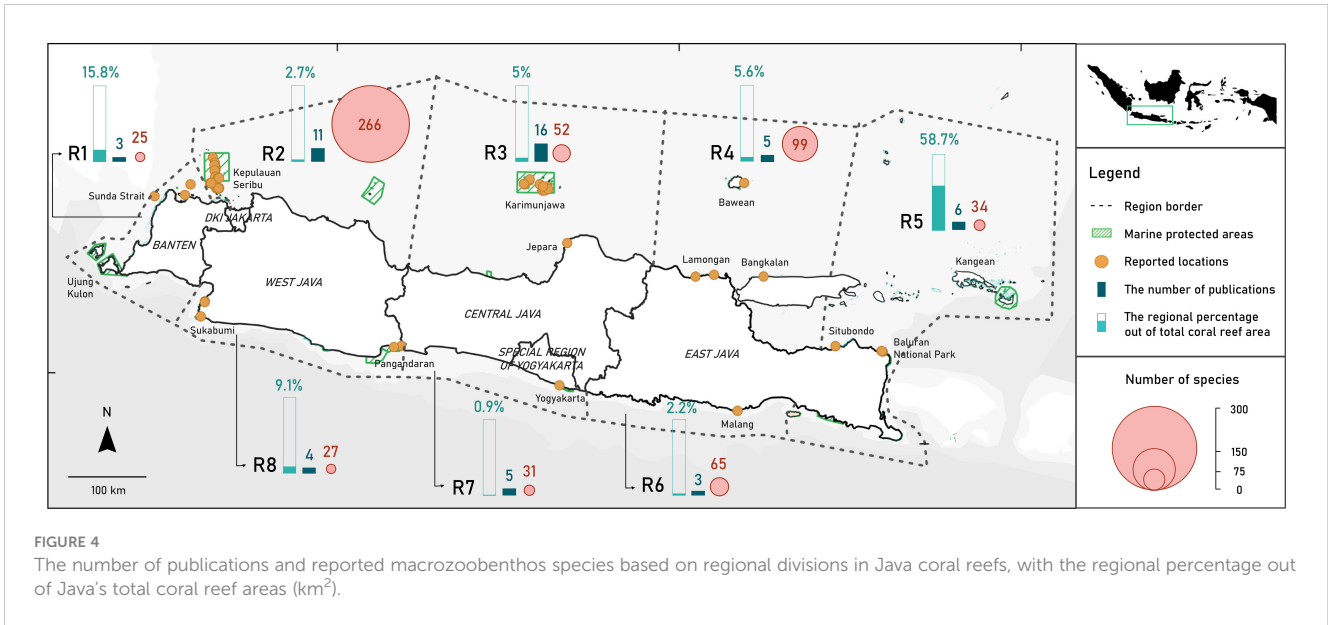 15.8%
3
25
R1
2.7%
11
266
R2
5%
16
52
R3
5.6%
5
99
R4
58.7%
6
34
R5
Kepulauan
Seribu
Sunda Strait
DKI JAKARTA
BANTEN
Karimunjawa
Bawean
Jepara
Lamongan
Bangkalan
Kangean
Ujung
Kulon
WEST JAVA
CENTRAL JAVA
SPECIAL REGION
OF YOGYAKARTA
EAST JAVA
Sukabumi
Pangandaran
Yogyakarta
Malang
Situbondo
Balufan
National Park
9.1%
4
27
R8
0.9%
5
31
R7
2.2%
3
65
R6
N
100 km
Legend
Region border
Marine protected areas
Reported locations
The number of publications
The regional percentage
out of total coral reef area
Number of species
300
150
75
0
FIGURE 4
The number of publications and reported macrozoobenthos species based on regional divisions in Java coral reefs, with the regional percentage out
of Java's total coral reef areas (km²).